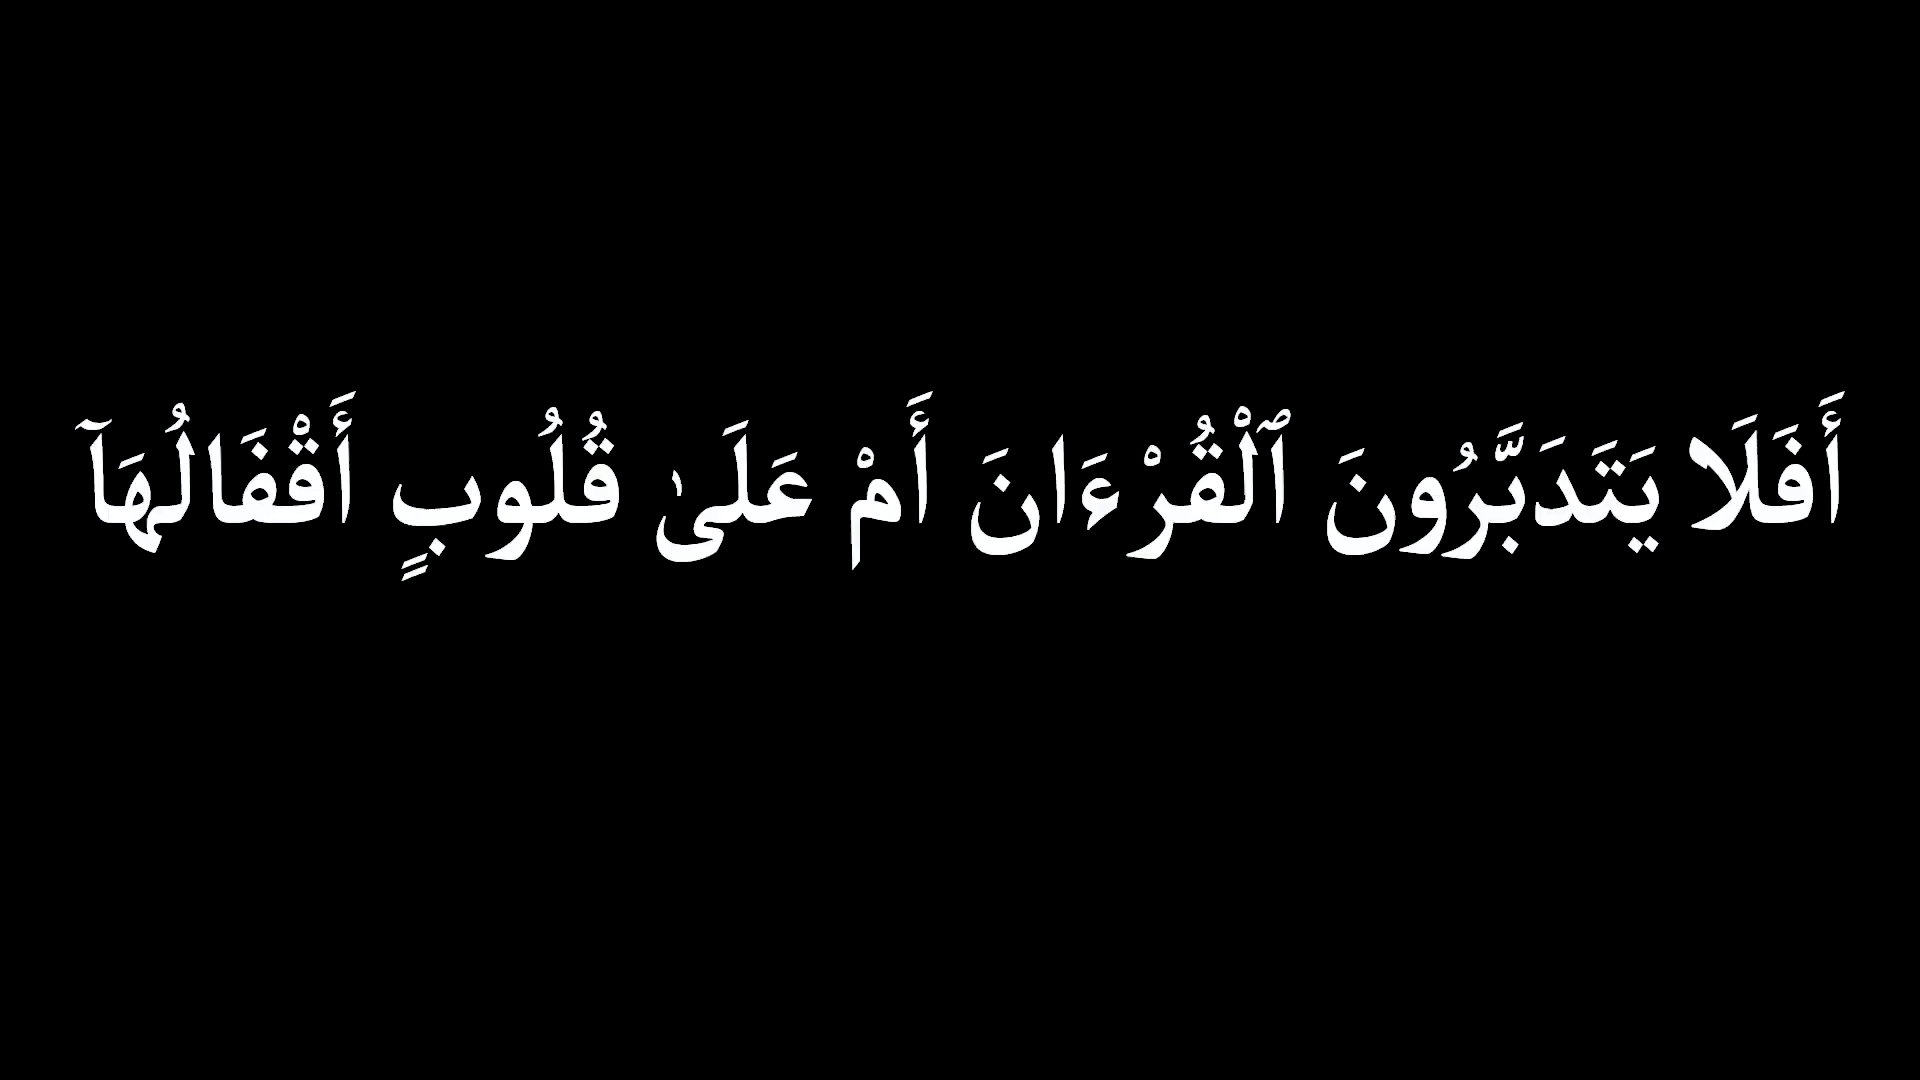 أَفَلَا يَتَدَبَّرُونَ ٱلْقُرْءَانَ أَمْ عَلَىٰ قُلُوبٍ أَقْفَالُهَآ